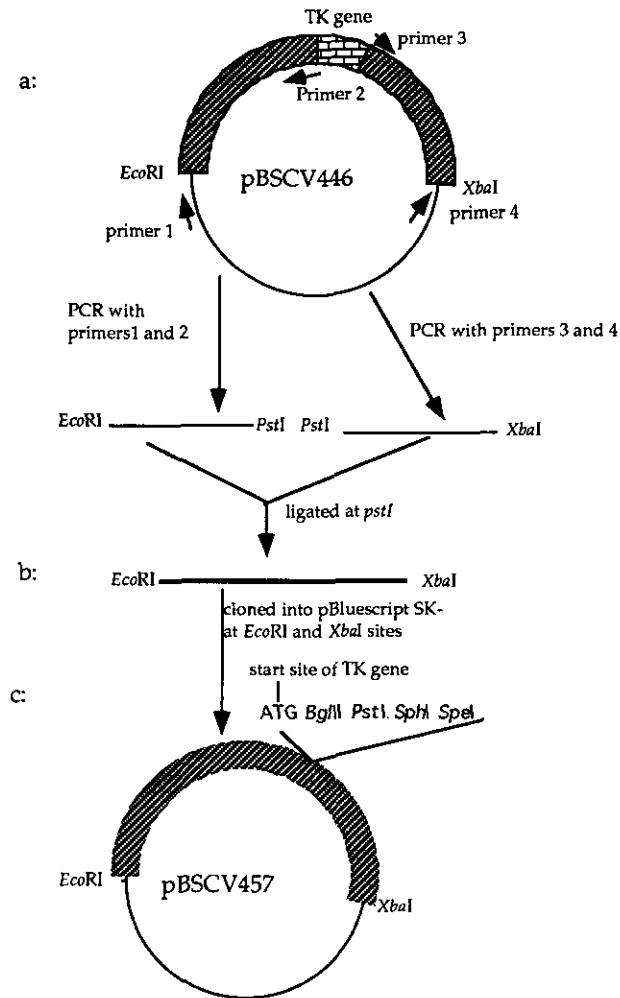 TK gene
primer 3
a:
Primer 2
EcoRI
pBSCV446
XbaI
primer 1
primer 4
PCR with
primers1 and 2
PCR with primers 3 and 4
EcoRI
PstI PstI
XbaI
ligated at pstI
b:
EcoRI
XbaI
cloned into pBluescript SK-
at EcoRI and XbaI sites
start site of TK gene
c:
ATG BglII PstI. SphI SpeI
EcoRI
pBSCV457
XbaI